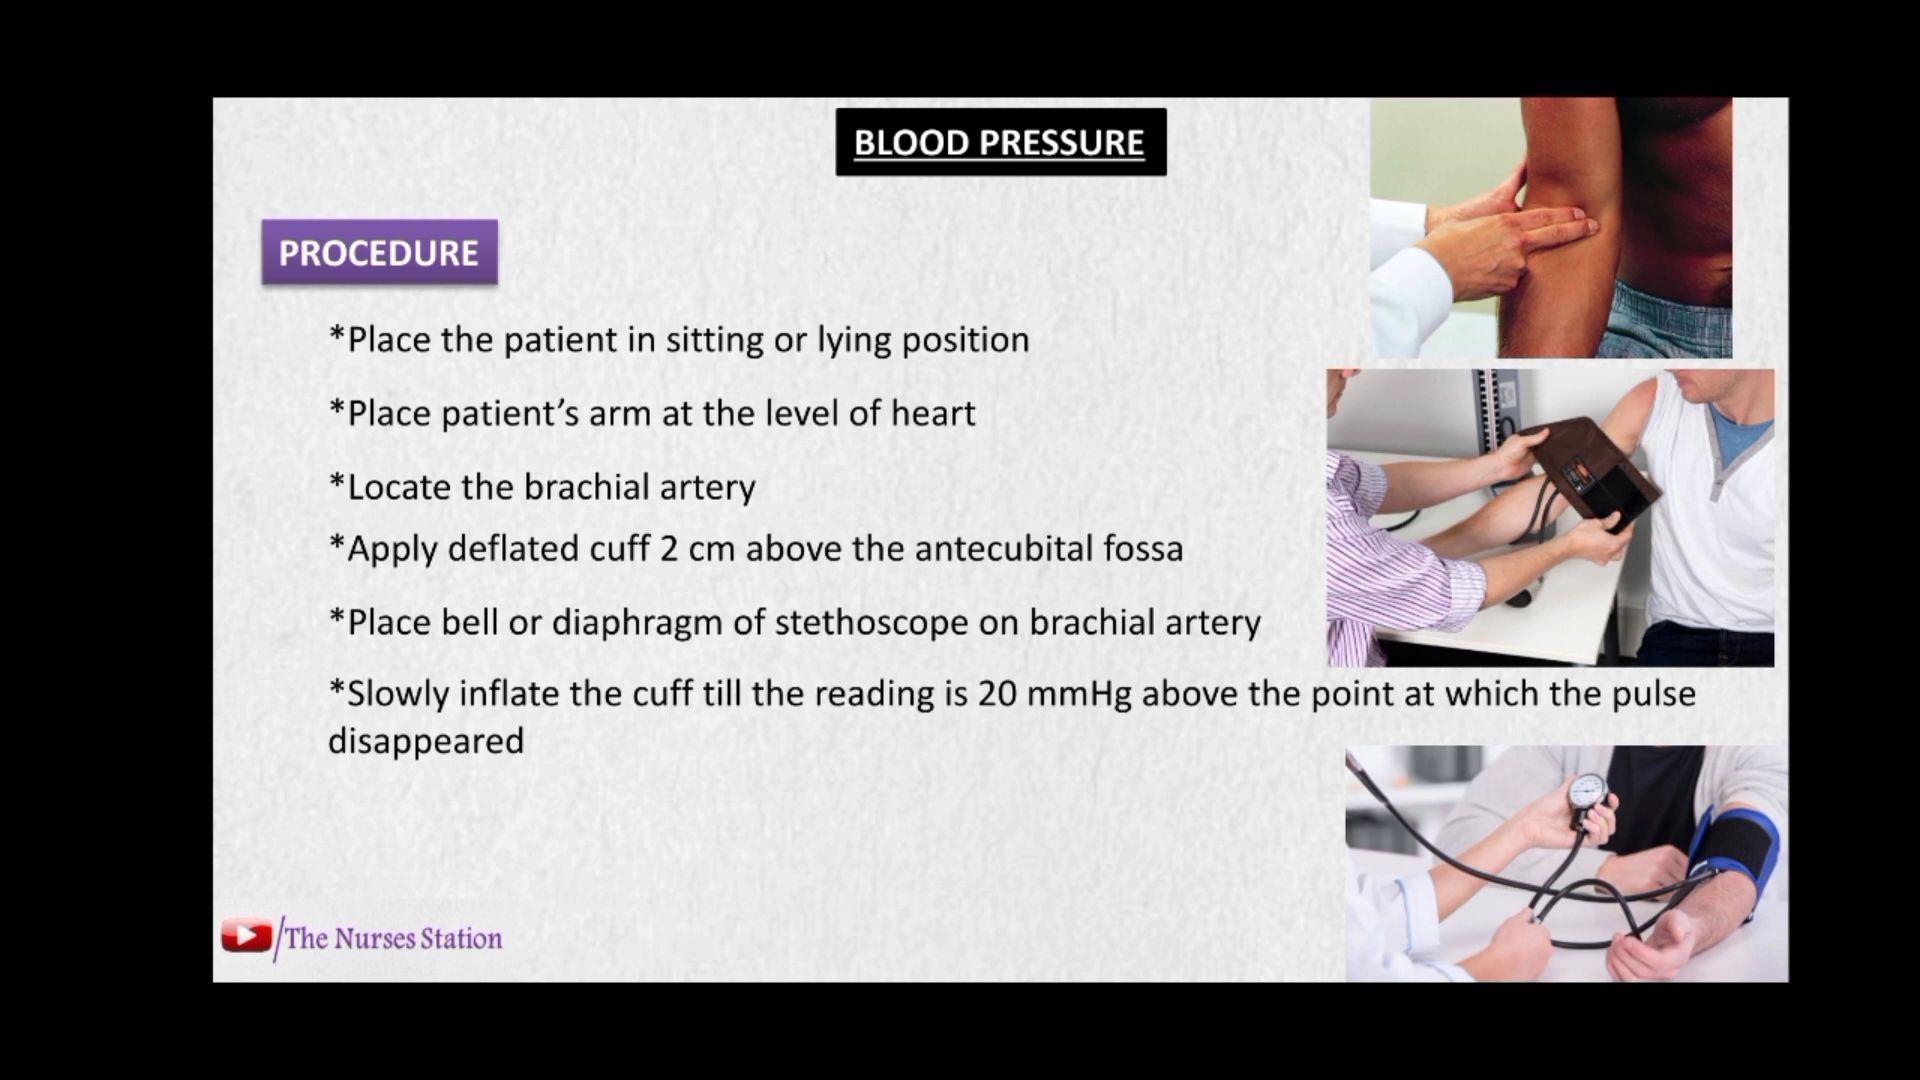 BLOOD PRESSURE
PROCEDURE
*Place the patient in sitting or lying position
*Place patient’s arm at the level of heart
*Locate the brachial artery
*Apply deflated cuff 2 cm above the antecubital fossa
*Place bell or diaphragm of stethoscope on brachial artery
*Slowly inflate the cuff till the reading is 20 mmHg above the point at which the pulse
disappeared
/The Nurses Station